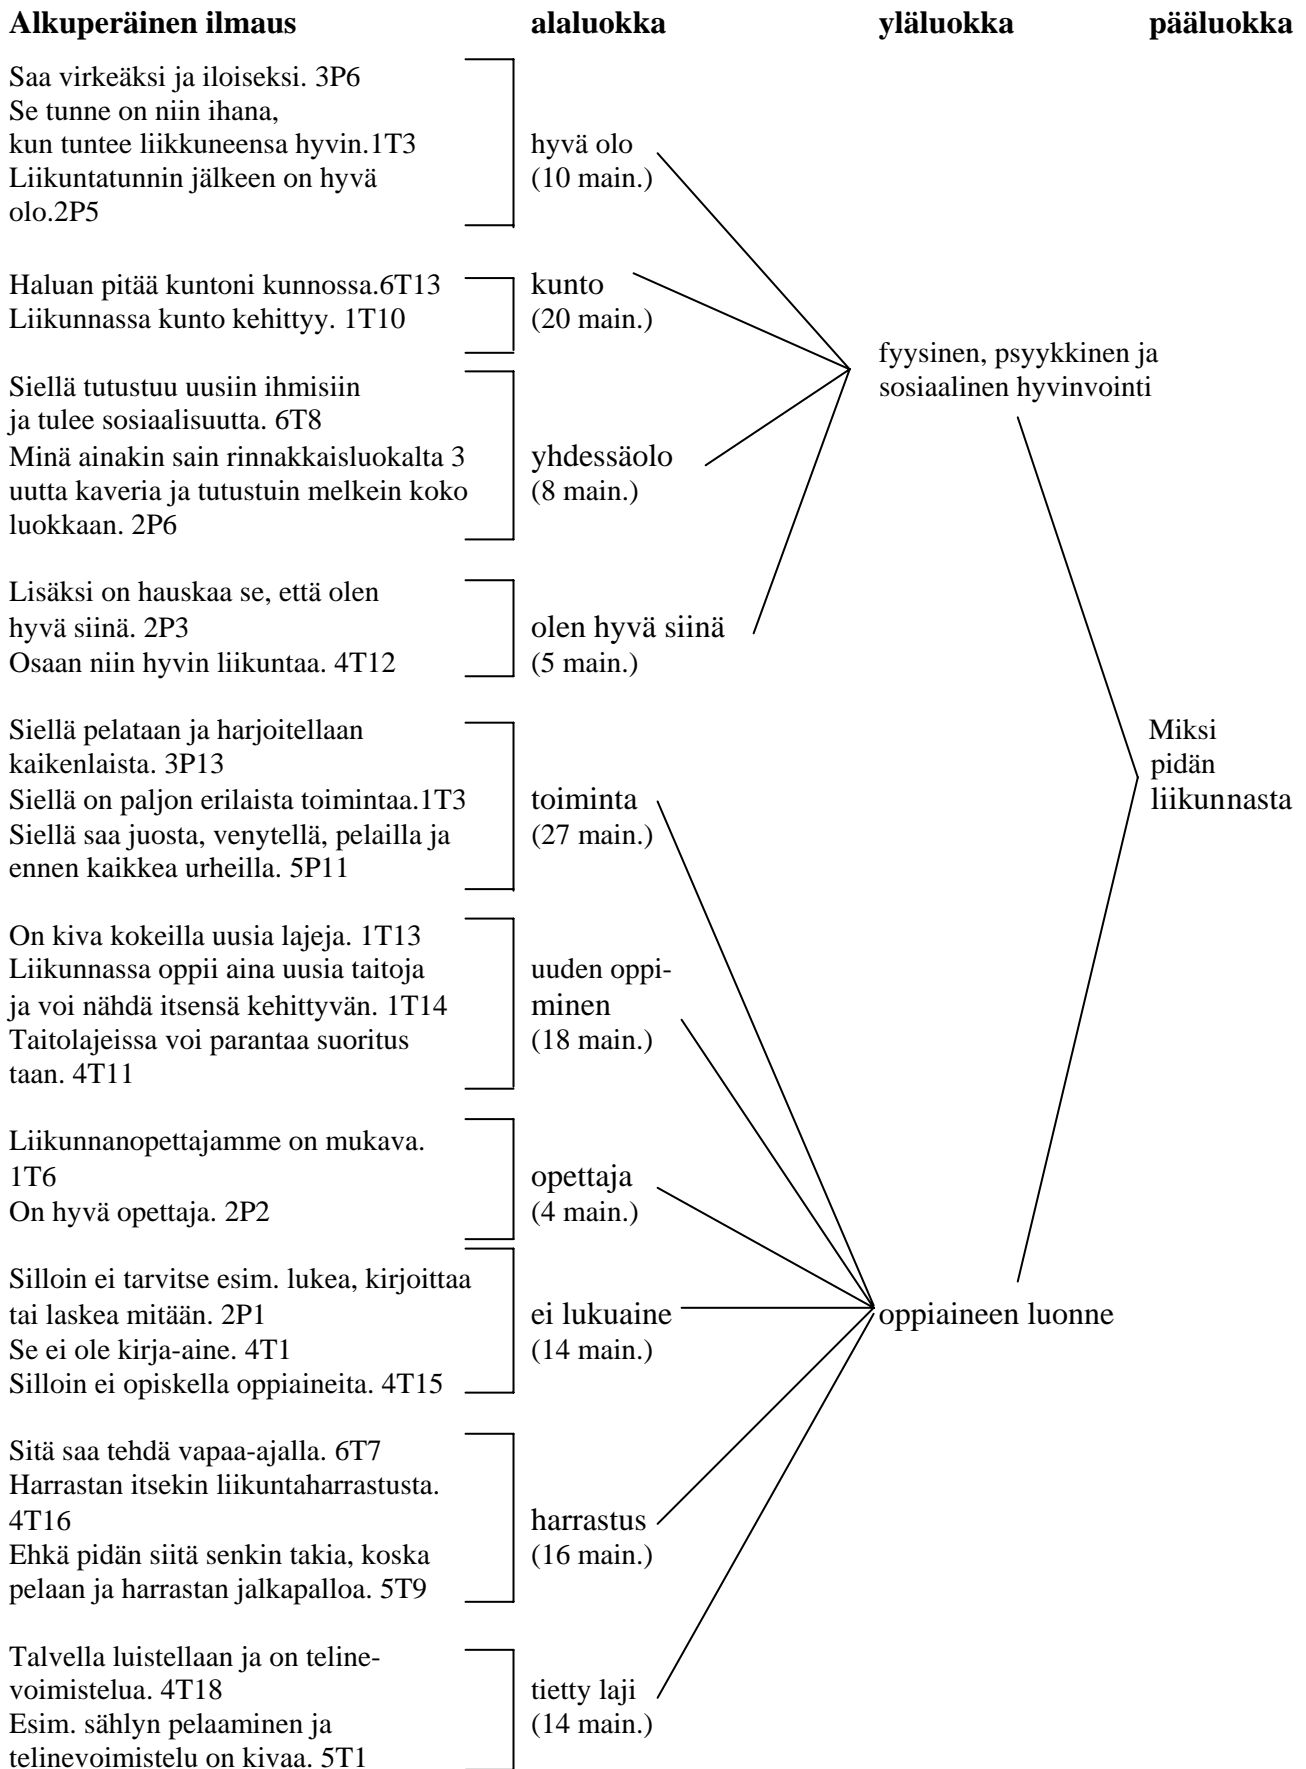 Alkuperäinen ilmaus alaluokka yläluokka pääluokka
Saa virkeäksi ja iloiseksi. 3P6
Se tunne on niin ihana,
kun tuntee liikkuneensa hyvin.1T3
Liikuntatunnin jälkeen on hyvä
olo.2P5
hyvä olo
(10 main.)
Haluan pitää kuntoni kunnossa.6T13
Liikunnassa kunto kehittyy. 1T10
kunto
(20 main.)
fyysinen, psyykkinen ja
sosiaalinen hyvinvointi
Siellä tutustuu uusiin ihmisiin
ja tulee sosiaalisuutta. 6T8
Minä ainakin sain rinnakkaisluokalta 3
uutta kaveria ja tutustuin melkein koko
luokkaan. 2P6
yhdessäolo
(8 main.)
Lisäksi on hauskaa se, että olen
hyvä siinä. 2P3
Osaan niin hyvin liikuntaa. 4T12
olen hyvä siinä
(5 main.)
Siellä pelataan ja harjoitellaan
kaikenlaista. 3P13
Siellä on paljon erilaista toimintaa.1T3
Siellä saa juosta, venytellä, pelailla ja
ennen kaikkea urheilla. 5P11
toiminta
(27 main.)
Miksi
pidän
liikunnasta
On kiva kokeilla uusia lajeja. 1T13
Liikunnassa oppii aina uusia taitoja
ja voi nähdä itsensä kehittyvän. 1T14
Taitolajeissa voi parantaa suoritus
taan. 4T11
uuden oppi-
minen
(18 main.)
Liikunnanopettajamme on mukava.
1T6
On hyvä opettaja. 2P2
opettaja
(4 main.)
Silloin ei tarvitse esim. lukea, kirjoittaa
tai laskea mitään. 2P1
Se ei ole kirja-aine. 4T1
Silloin ei opiskella oppiaineita. 4T15
ei lukuaine
(14 main.)
oppiaineen luonne
Sitä saa tehdä vapaa-ajalla. 6T7
Harrastan itsekin liikuntaharrastusta.
4T16
Ehkä pidän siitä senkin takia, koska
pelaan ja harrastan jalkapalloa. 5T9
harrastus
(16 main.)
Talvella luistellaan ja on teline-
voimistelua. 4T18
Esim. sählyn pelaaminen ja
telinevoimistelu on kivaa. 5T1
tietty laji
(14 main.)